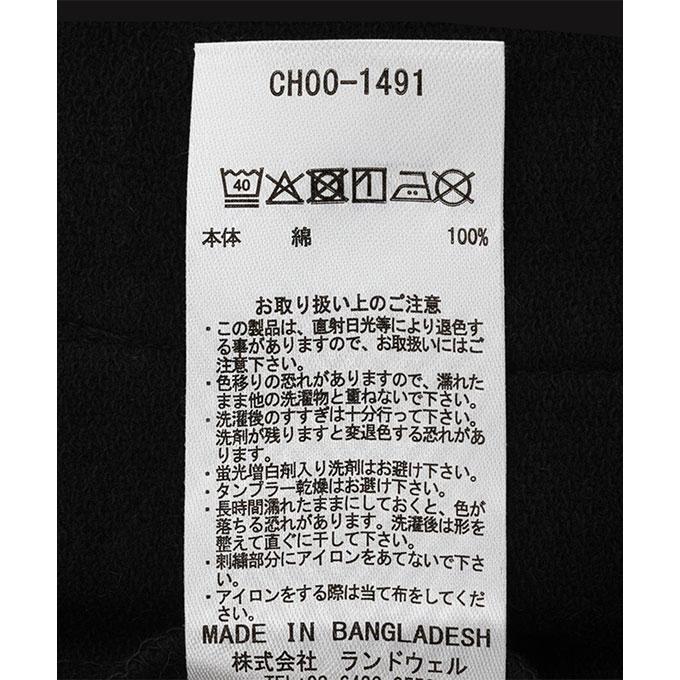 CH00-1491
40
本体 綿 100%
お取り扱い上のご注意
・この製品は、直射日光等により退色す
る事がありますので、お取扱いにはご
注意下さい。
・色移りの恐れがありますので、濡れた
まま他の洗濯物と重ねないで下さい。
・洗濯後のすすぎは十分行って下さい。
洗剤が残りますと変退色する恐れがあ
ります。
・蛍光増白剤入り洗剤はお避け下さい。
・タンブラー乾燥はお避け下さい。
・長時間濡れたままにしておくと、色が
落ちる恐れがあります。洗濯後は形を
整えて直ぐに干して下さい。
・刺繍部分にアイロンをあてないで下さ
い。
・アイロンをする際は当て布をしてくだ
さい。
MADE IN BANGLADESH
株式会社 ランドウェル